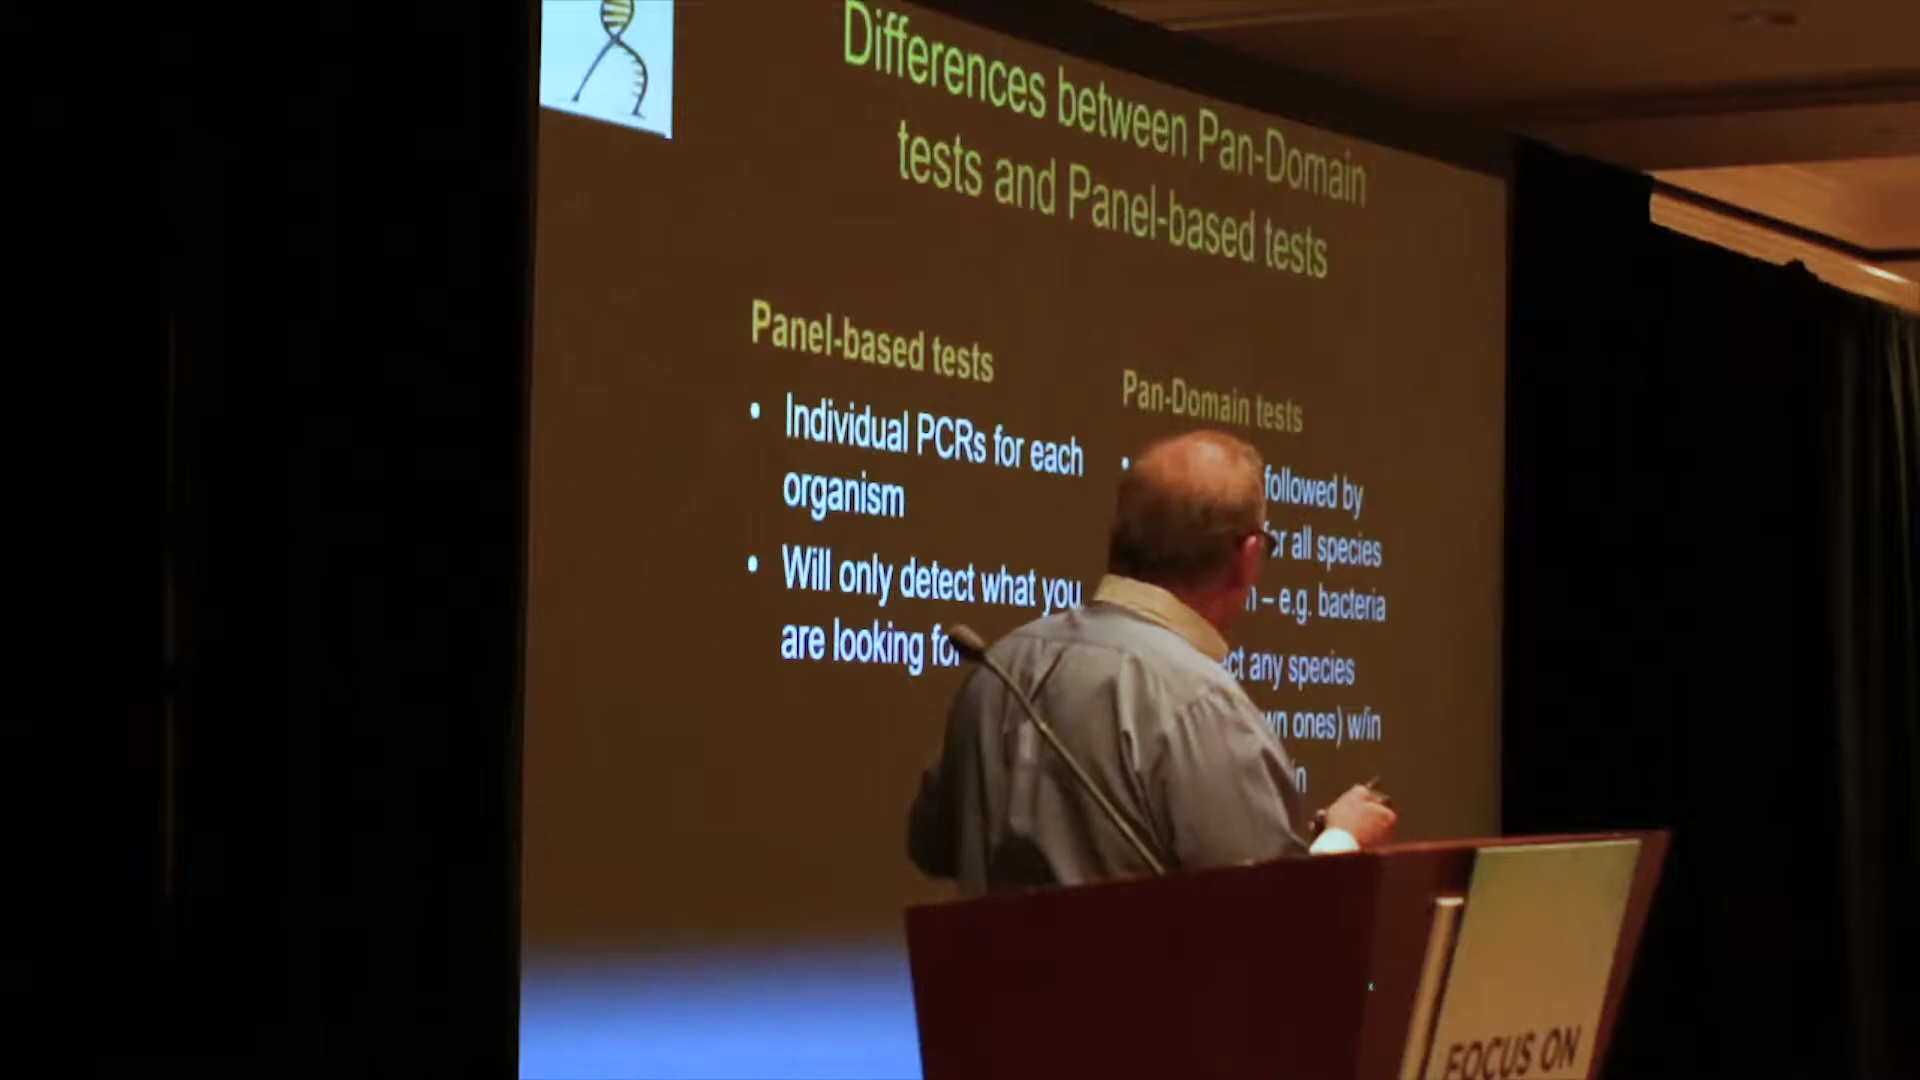 Differences between Pan-Domain
tests and Panel-based tests
Panel-based tests
• Individual PCRs for each
organism
• Will only detect what you
are looking for
Pan-Domain tests
• followed by
for all species
– e.g. bacteria
any species
ones) w/in
FOCUS ON